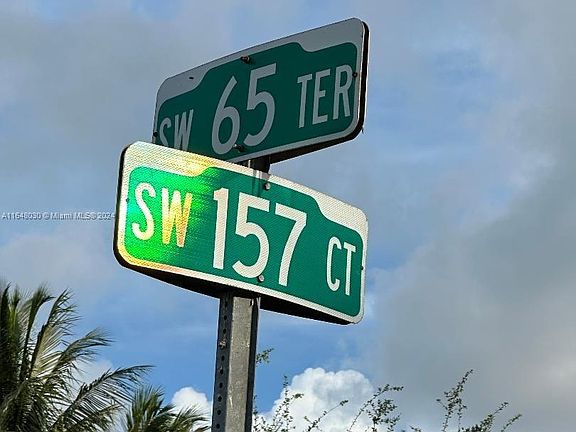 SW 65 TER
SW 157 CT
A11648030 © Miami MLS® 2024